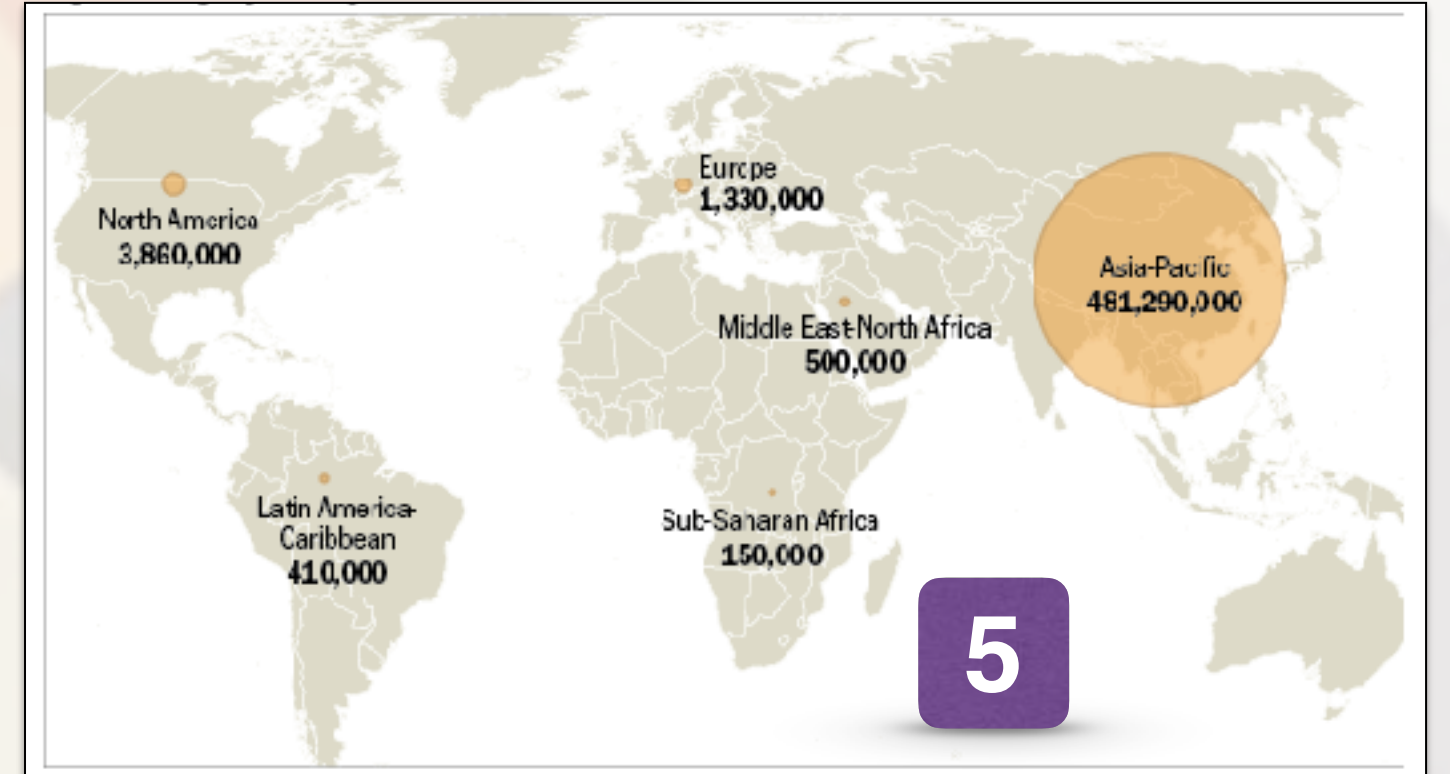 Europe
1,330,000
North America
3,860,000
Asia-Pacific
481,290,000
Middle East-North Africa
500,000
Latin America-
Caribbean
410,000
Sub-Saharan Africa
150,000
5